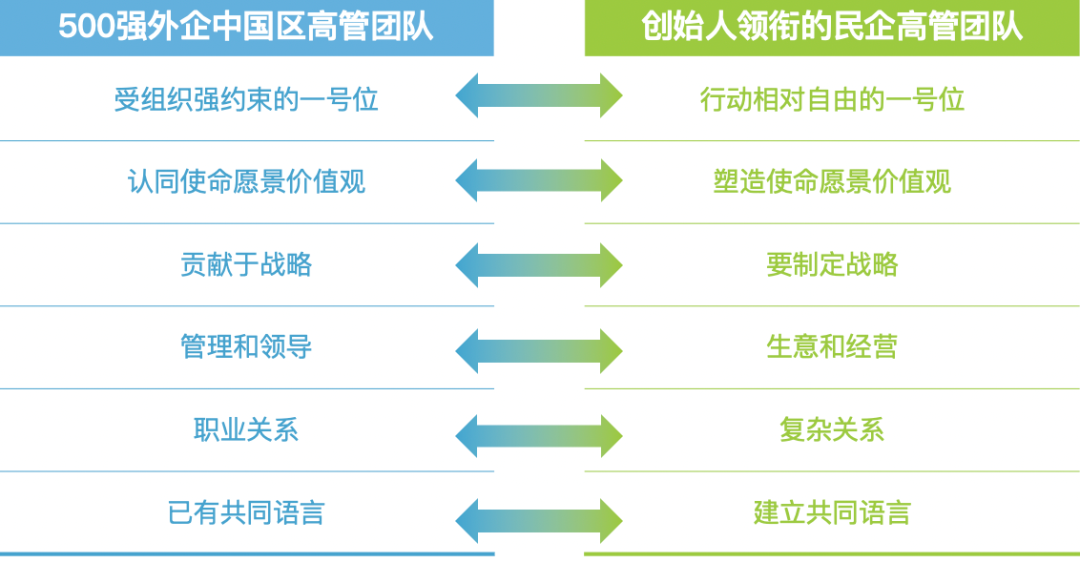 500强外企中国区高管团队
创始人领衔的民企高管团队
受组织强约束的一号位
行动相对自由的一号位
认同使命愿景价值观
塑造使命愿景价值观
贡献于战略
要制定战略
管理和领导
生意和经营
职业关系
复杂关系
已有共同语言
建立共同语言